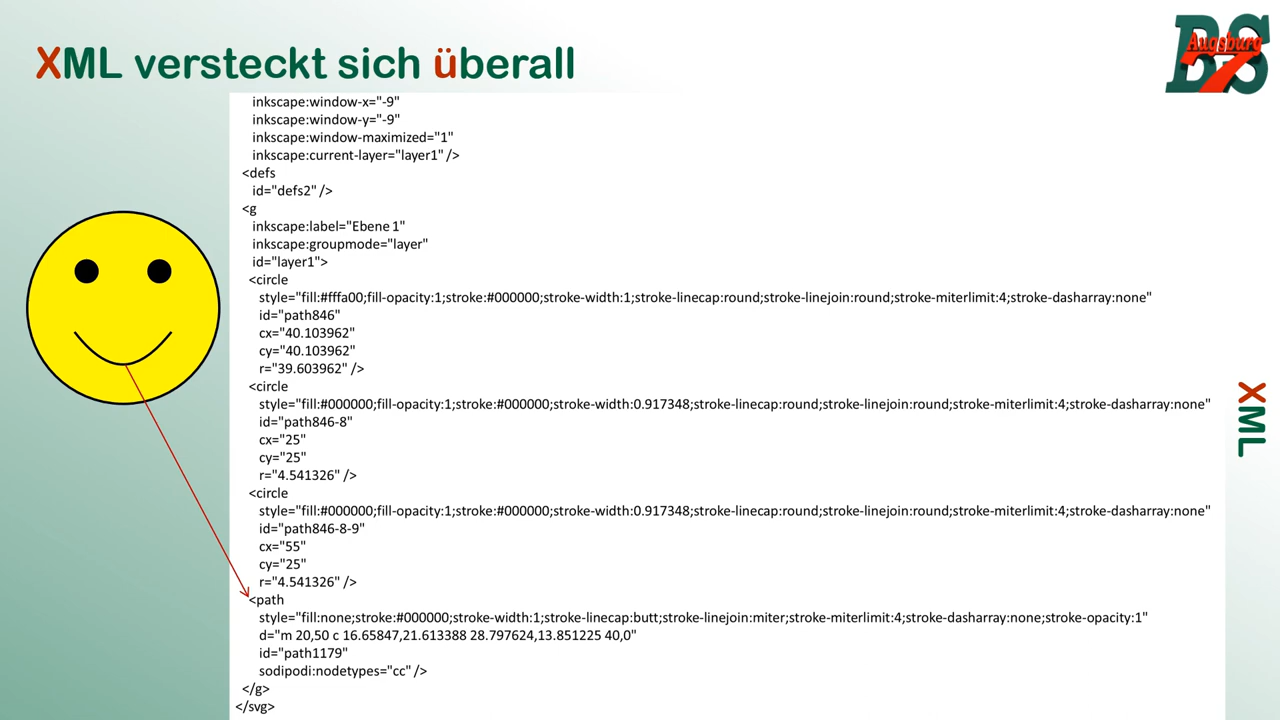 XML versteckt sich überall
BS
Augsburg
7
inkscape:window-x="-9"
inkscape:window-y="-9"
inkscape:window-maximized="1"
inkscape:current-layer="layer1" />
<defs
id="defs2" />
<g
inkscape:label="Ebene 1"
inkscape:groupmode="layer"
id="layer1">
<circle
style="fill:#fffa00;fill-opacity:1;stroke:#000000;stroke-width:1;stroke-linecap:round;stroke-linejoin:round;stroke-miterlimit:4;stroke-dasharray:none"
id="path846"
cx="40.103962"
cy="40.103962"
r="39.603962" />
<circle
style="fill:#000000;fill-opacity:1;stroke:#000000;stroke-width:0.917348;stroke-linecap:round;stroke-linejoin:round;stroke-miterlimit:4;stroke-dasharray:none"
id="path846-8"
cx="25"
cy="25"
r="4.541326" />
<circle
style="fill:#000000;fill-opacity:1;stroke:#000000;stroke-width:0.917348;stroke-linecap:round;stroke-linejoin:round;stroke-miterlimit:4;stroke-dasharray:none"
id="path846-8-9"
cx="55"
cy="25"
r="4.541326" />
<path
style="fill:none;stroke:#000000;stroke-width:1;stroke-linecap:butt;stroke-linejoin:miter;stroke-miterlimit:4;stroke-dasharray:none;stroke-opacity:1"
d="m 20,50 c 16.65847,21.613388 28.797624,13.851225 40,0"
id="path1179"
sodipodi:nodetypes="cc" />
</g>
</svg>
XML